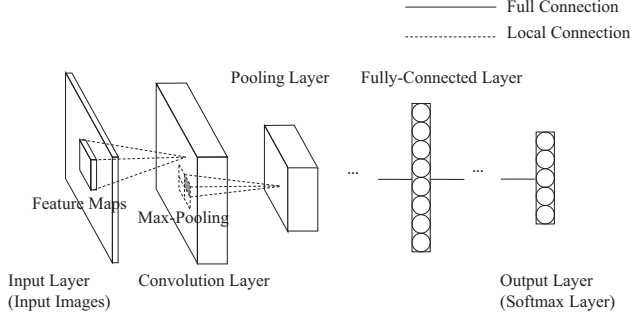 Full Connection
Local Connection
Pooling Layer
Fully-Connected Layer
...
...
Feature Maps
Max-Pooling
Input Layer
(Input Images)
Convolution Layer
Output Layer
(Softmax Layer)